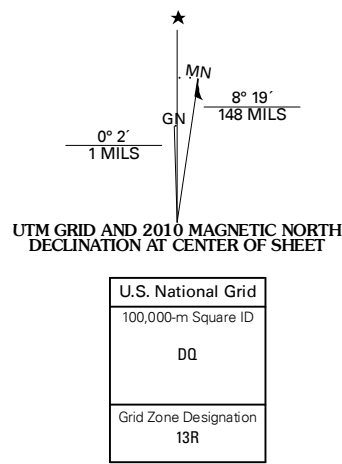 MN
GN
8° 19´
148 MILS
0° 2´
1 MILS
UTM GRID AND 2010 MAGNETIC NORTH
DECLINATION AT CENTER OF SHEET
U.S. National Grid
100,000-m Square ID
DQ
Grid Zone Designation
13R